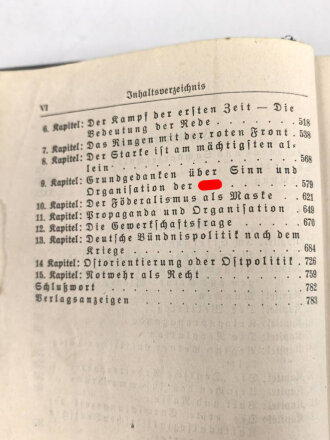 VI Inhaltsverzeichnis
6. Kapitel: Der Kampf der ersten Zeit — Die
Bedeutung der Rede . . . . . . . . 518
7. Kapitel: Das Ringen mit der roten Front . 538
8. Kapitel: Der Starke ist am mächtigsten al-
lein . . . . . . . . . . . . . . 568
9. Kapitel: Grundgedanken über Sinn und
Organisation der . . . . . . . . 579
10. Kapitel: Der Föderalismus als Maske . . 621
11. Kapitel: Propaganda und Organisation . . 649
12. Kapitel: Die Gewerkschaftsfrage . . . . . 670
13. Kapitel: Deutsche Bündnispolitik nach dem
Kriege . . . . . . . . . . . . . 684
14 Kapitel: Ostorientierung oder Ostpolitik . 726
15. Kapitel: Notwehr als Recht . . . . . . . 759
Schlußwort . . . . . . . . . . . . . . 782
Verlagsanzeigen . . . . . . . . . . . . 783